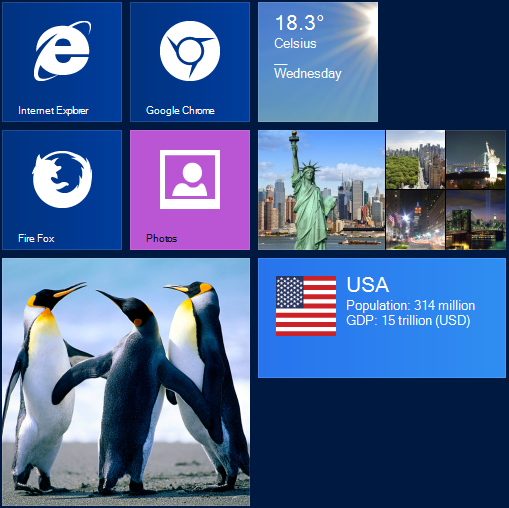 Internet Explorer
Google Chrome
18.3°
Celsius
Wednesday
Fire Fox
Photos
USA
Population: 314 million
GDP: 15 trillion (USD)